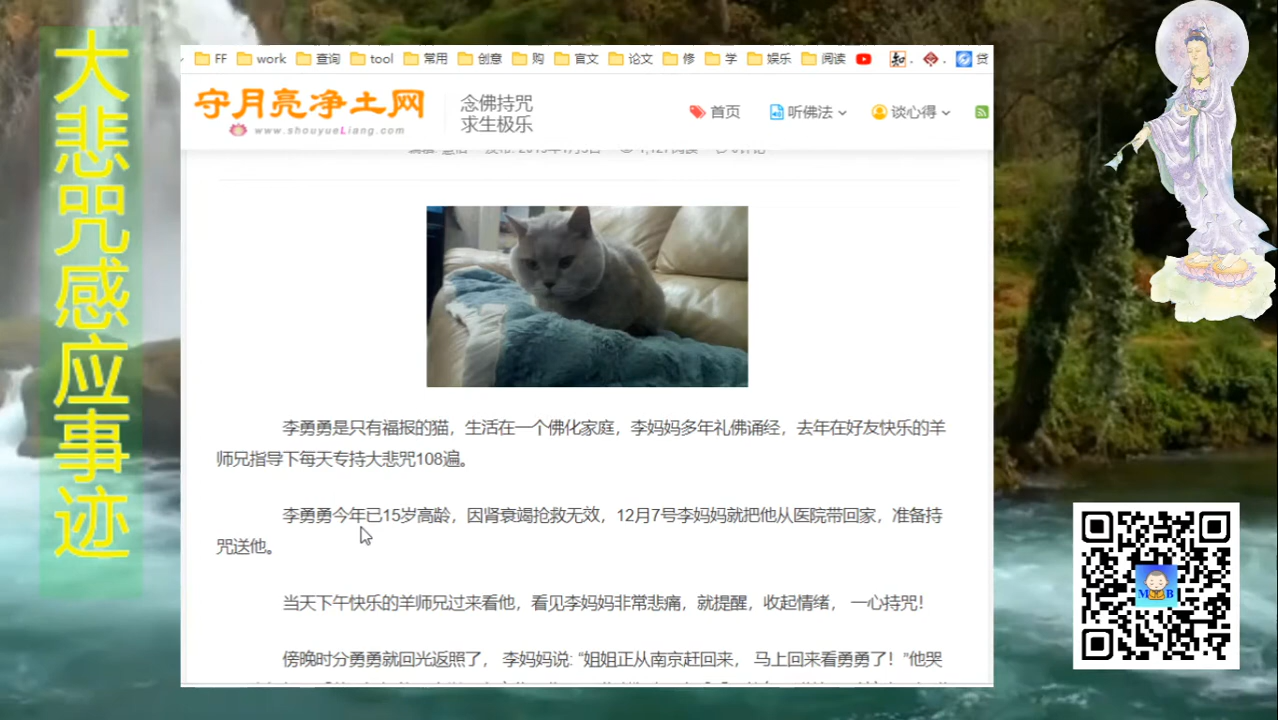 大悲咒感应事迹
FF work 查询 tool 常用 创意 购 官文 论文 修 学 娱乐 阅读 知 . . 贷
守月亮净土网
www.shouyueLiang.com
念佛持咒
求生极乐
首页 听佛法 谈心得
李勇勇是只有福报的猫，生活在一个佛化家庭，李妈妈多年礼佛诵经，去年在好友快乐的羊
师兄指导下每天专持大悲咒108遍。
李勇勇今年已15岁高龄，因肾衰竭抢救无效，12月7号李妈妈就把他从医院带回家，准备持
咒送他。
当天下午快乐的羊师兄过来看他，看见李妈妈非常悲痛，就提醒，收起情绪， 一心持咒！
傍晚时分勇勇就回光返照了， 李妈妈说: “姐姐正从南京赶回来， 马上回来看勇勇了！”他哭
M B